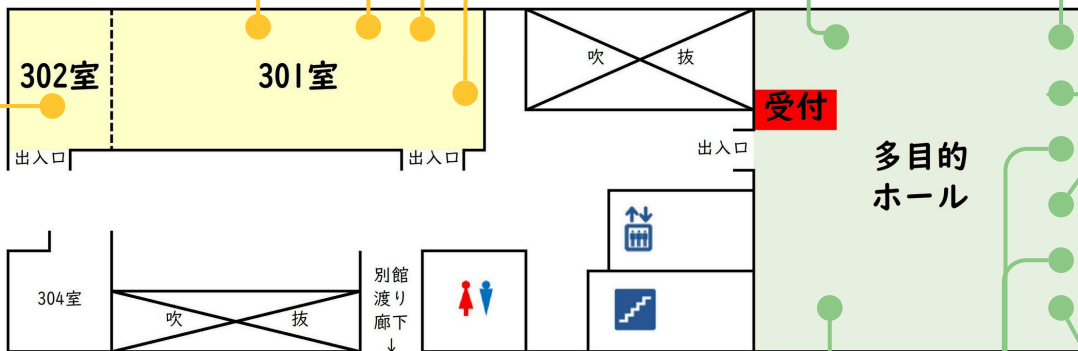 302室
301室
吹 抜
受付
出入口
出入口
出入口
多目的
ホール
304室
吹 抜
別館
渡り
廊下
↓